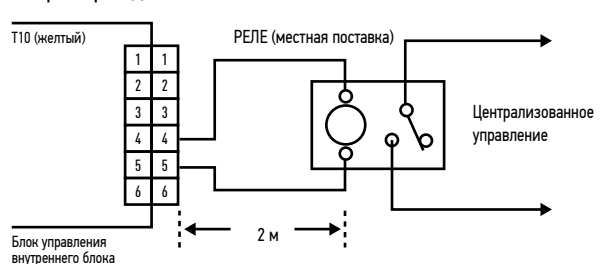 Т10 (желтый)
РЕЛЕ (местная поставка)
1 1
2 2
3 3
4 4
5 5
6 6
Централизованное
управление
2 м
Блок управления
внутреннего блока